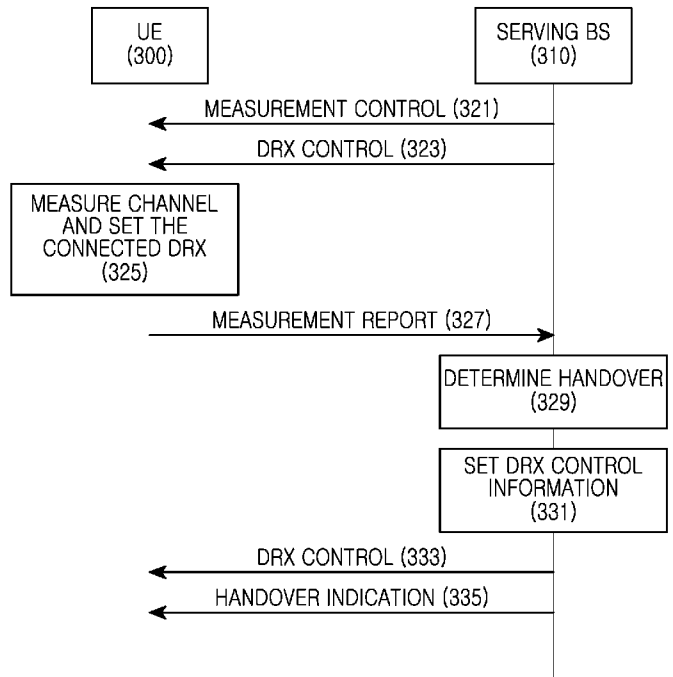 UE
(300)
SERVING BS
(310)
MEASUREMENT CONTROL (321)
DRX CONTROL (323)
MEASURE CHANNEL
AND SET THE
CONNECTED DRX
(325)
MEASUREMENT REPORT (327)
DETERMINE HANDOVER
(329)
SET DRX CONTROL
INFORMATION
(331)
DRX CONTROL (333)
HANDOVER INDICATION (335)